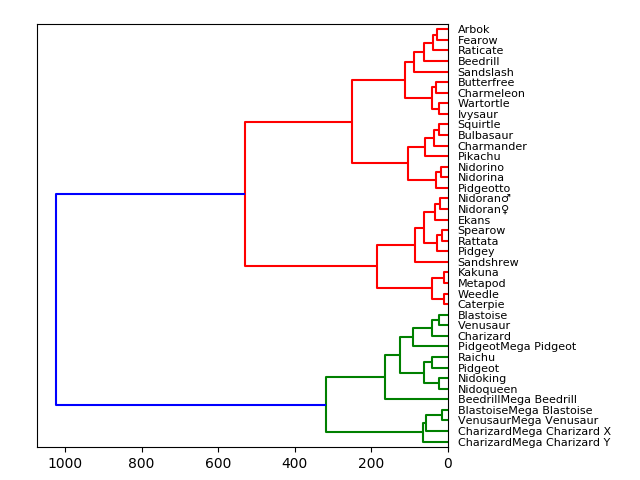 Arbok
Fearow
Raticate
Beedrill
Sandslash
Butterfree
Charmeleon
Wartortle
Ivysaur
Squirtle
Bulbasaur
Charmander
Pikachu
Nidorino
Nidorina
Pidgeotto
Nidoran♂
Nidoran♀
Ekans
Spearow
Rattata
Pidgey
Sandshrew
Kakuna
Metapod
Weedle
Caterpie
Blastoise
Venusaur
Charizard
PidgeotMega Pidgeot
Raichu
Pidgeot
Nidoking
Nidoqueen
BeedrillMega Beedrill
BlastoiseMega Blastoise
VenusaurMega Venusaur
CharizardMega Charizard X
CharizardMega Charizard Y
1000 800 600 400 200 0